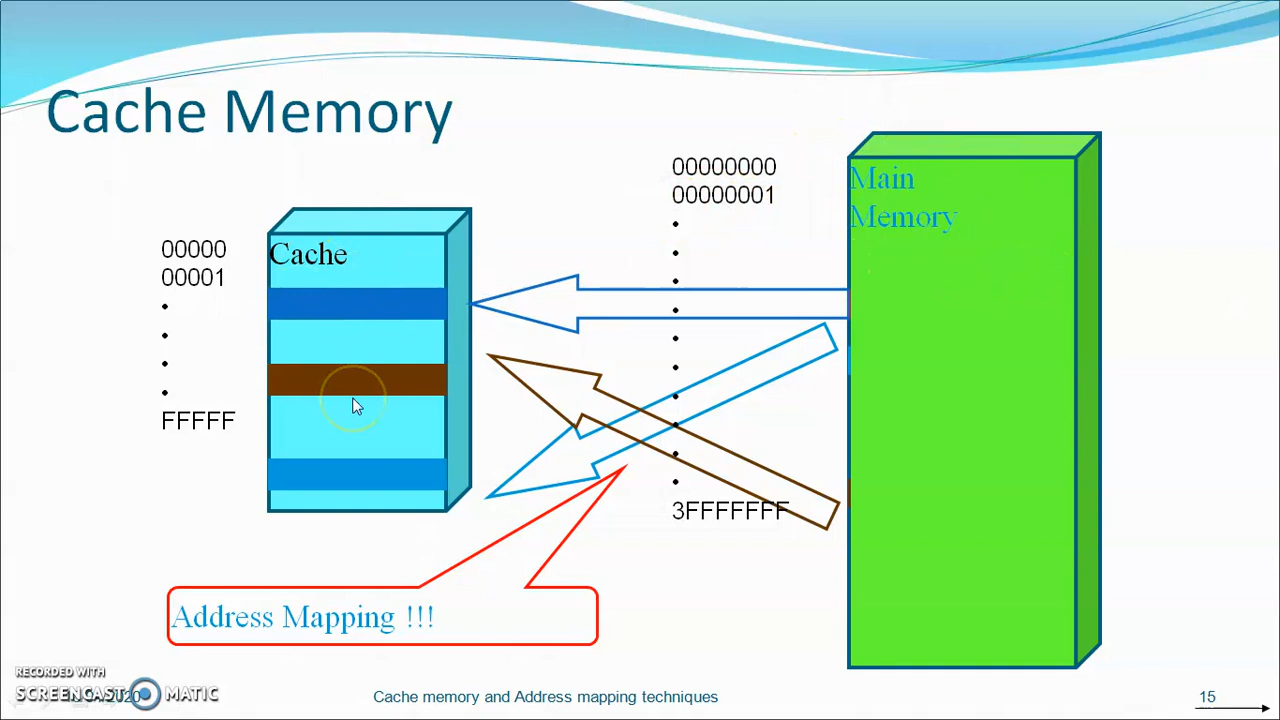 Cache Memory
00000000
00000001
Main
Memory
00000
00001
Cache
FFFFF
3FFFFFFF
Address Mapping !!!
RECORDED WITH
SCREENCAST MATIC
Cache memory and Address mapping techniques
15